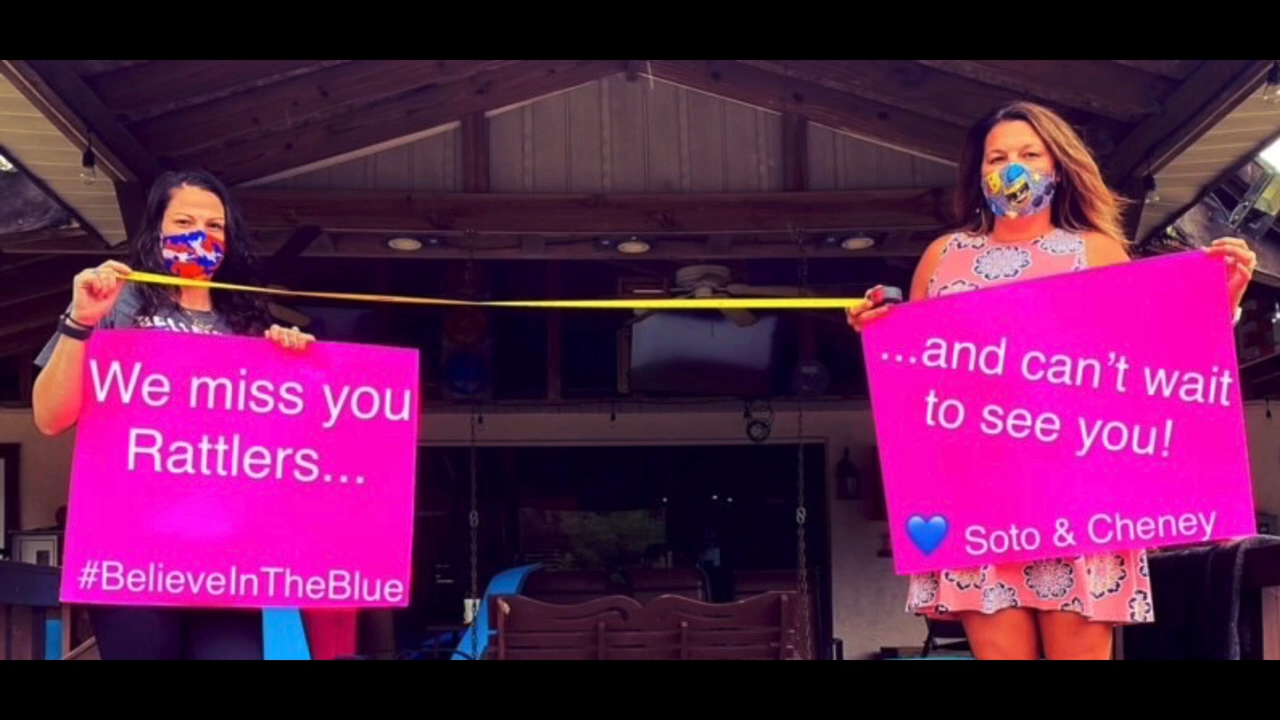 We miss you
Rattlers...
#BelieveInTheBlue
...and can't wait
to see you!
💙 Soto & Cheney